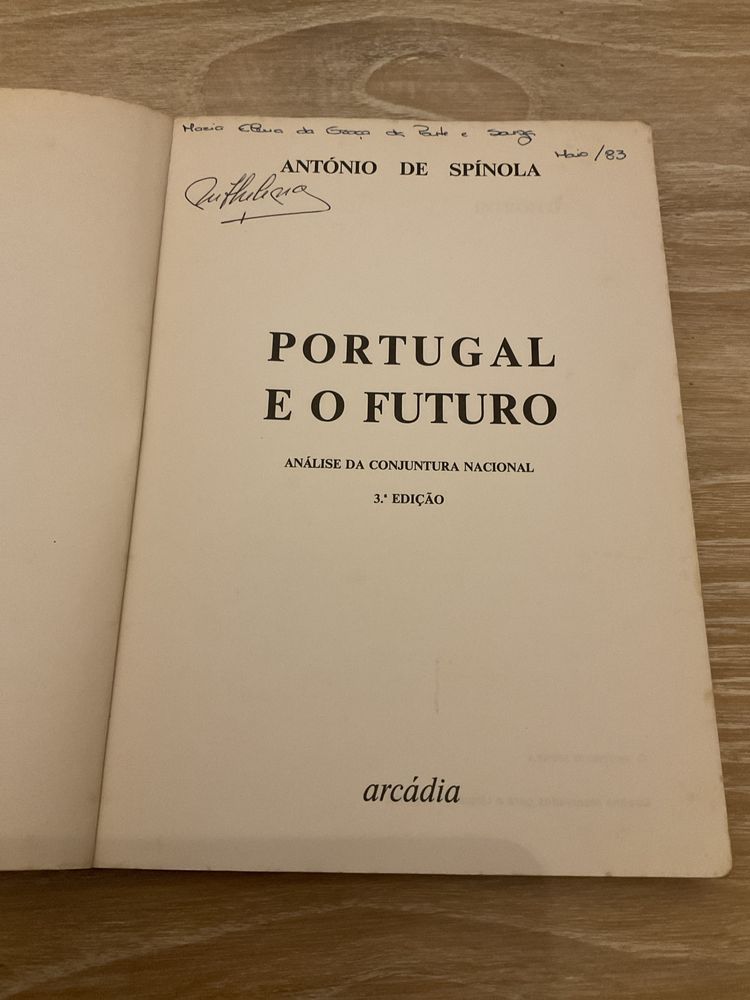 Maria Elena da Graça da Ponte e Souza
Maio /83
ANTÓNIO DE SPÍNOLA
PORTUGAL
E O FUTURO
ANÁLISE DA CONJUNTURA NACIONAL
3.ª EDIÇÃO
arcádia